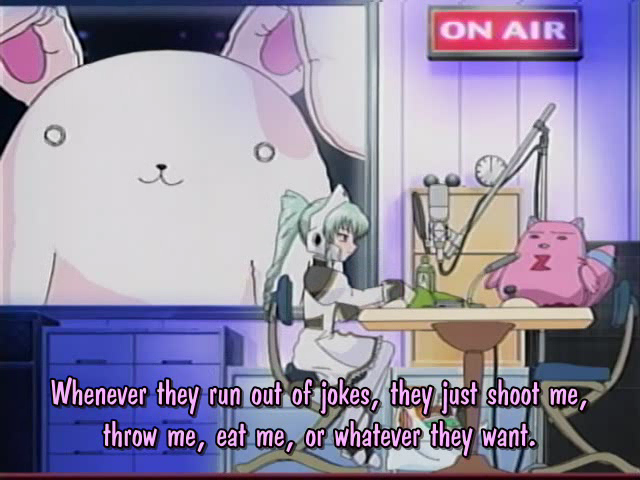 ON AIR
Z
Whenever they run out of jokes, they just shoot me,
throw me, eat me, or whatever they want.